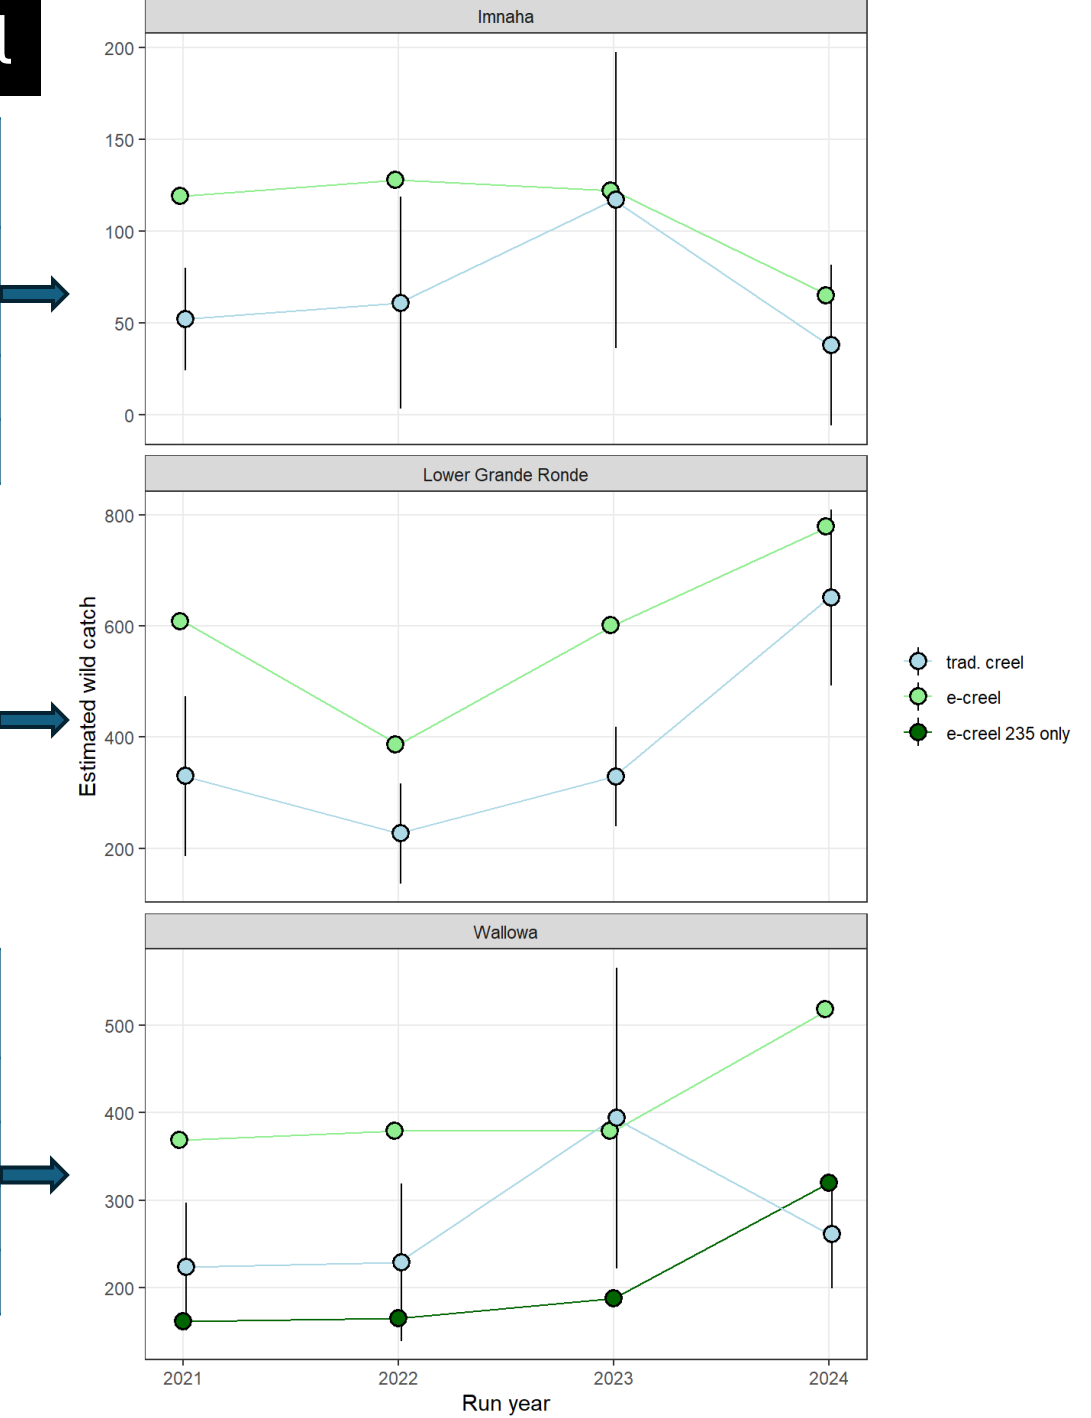 Imnaha
200
150
100
50
0
Lower Grande Ronde
800
600
400
200
Estimated wild catch
trad. creel
e-creel
e-creel 235 only
Wallowa
500
400
300
200
2021 2022 2023 2024
Run year